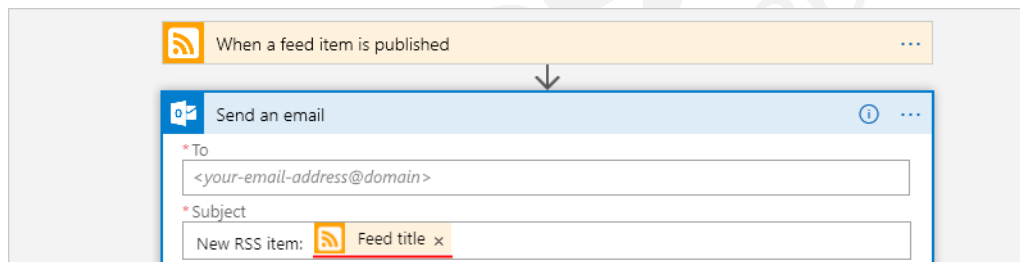 When a feed item is published
...
Send an email
...
*To
<your-email-address@domain>
*Subject
New RSS item: Feed title ×